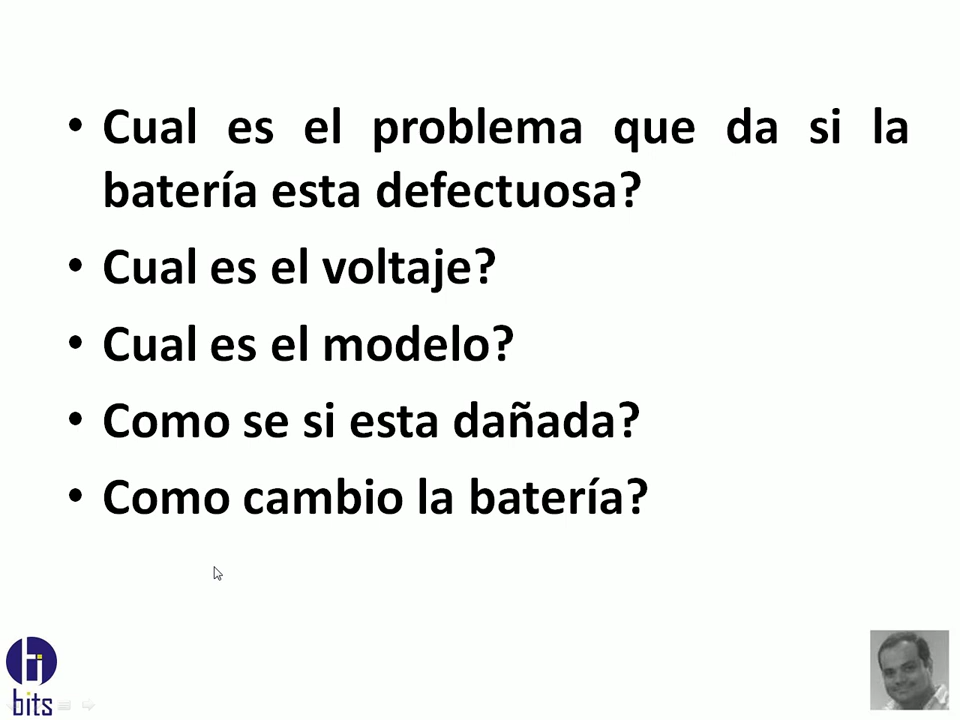 • Cual es el problema que da si la
batería esta defectuosa?
• Cual es el voltaje?
• Cual es el modelo?
• Como se si esta dañada?
• Como cambio la batería?
bits